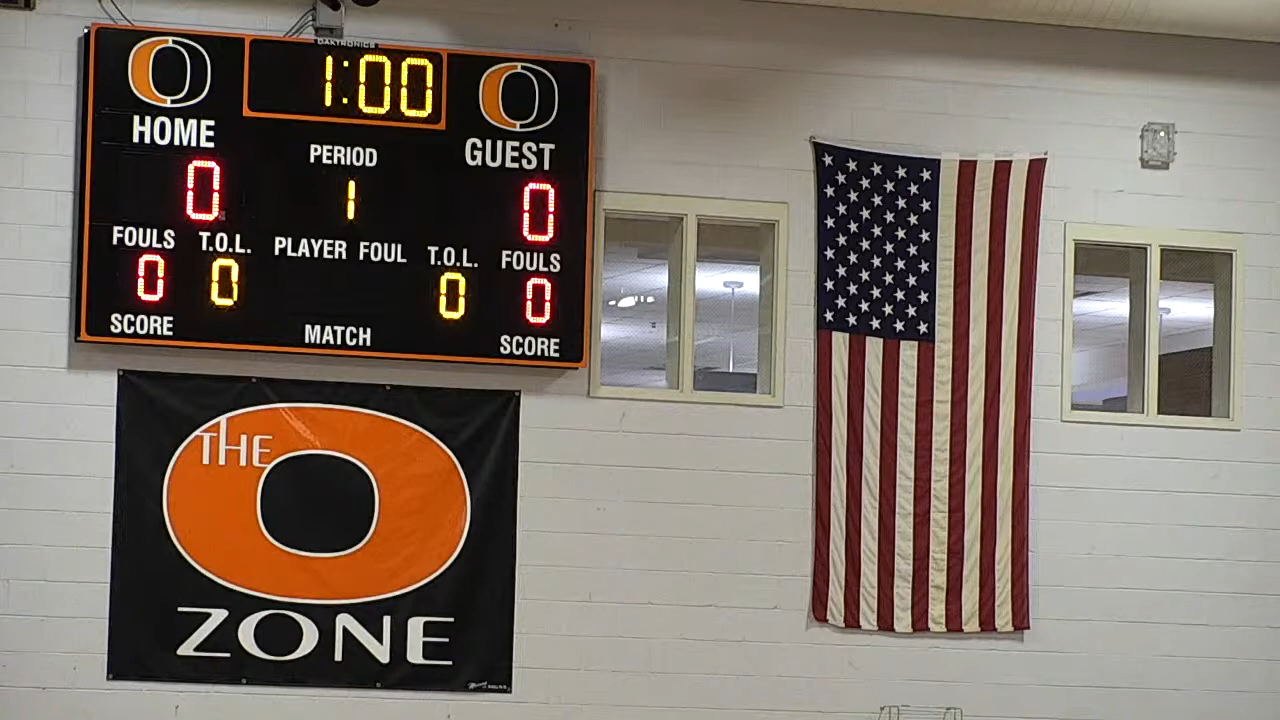 DAKTRONICS
1:00
HOME
GUEST
PERIOD
0 1 0
FOULS T.O.L. PLAYER FOUL T.O.L. FOULS
0 0 0 0
SCORE MATCH SCORE
THE
O
ZONE